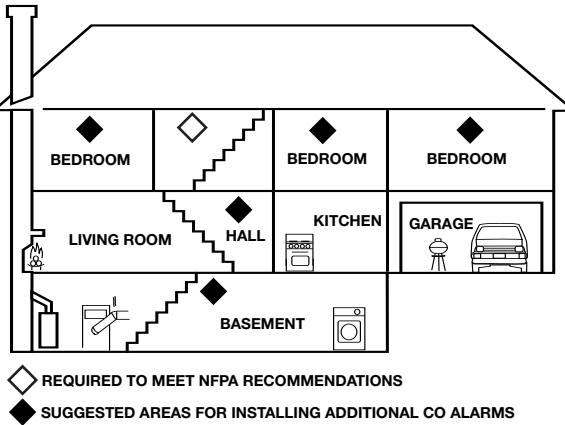 BEDROOM
BEDROOM
BEDROOM
LIVING ROOM
HALL
KITCHEN
GARAGE
BASEMENT
REQUIRED TO MEET NFPA RECOMMENDATIONS
SUGGESTED AREAS FOR INSTALLING ADDITIONAL CO ALARMS